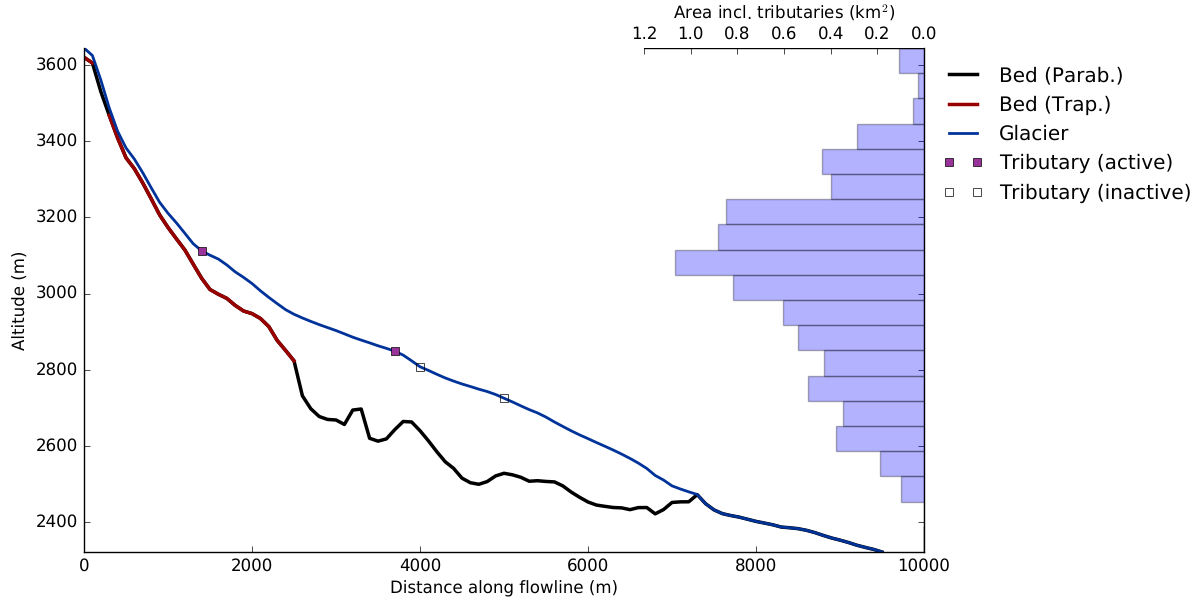 Area incl. tributaries (km²)
1.2 1.0 0.8 0.6 0.4 0.2 0.0
3600
3400
3200
3000
2800
2600
2400
Altitude (m)
0 2000 4000 6000 8000 10000
Distance along flowline (m)
Bed (Parab.)
Bed (Trap.)
Glacier
Tributary (active)
Tributary (inactive)